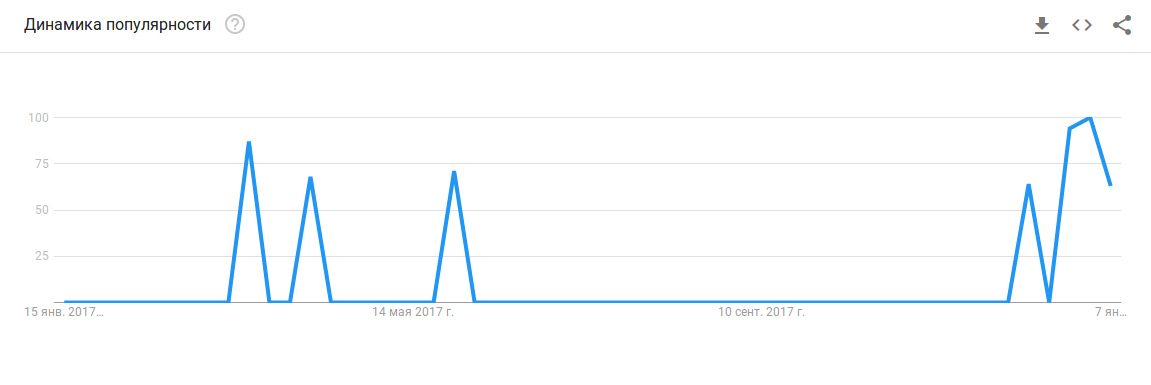 Динамика популярности ?
100
75
50
25
15 янв. 2017…
14 мая 2017 г.
10 сент. 2017 г.
7 ян…